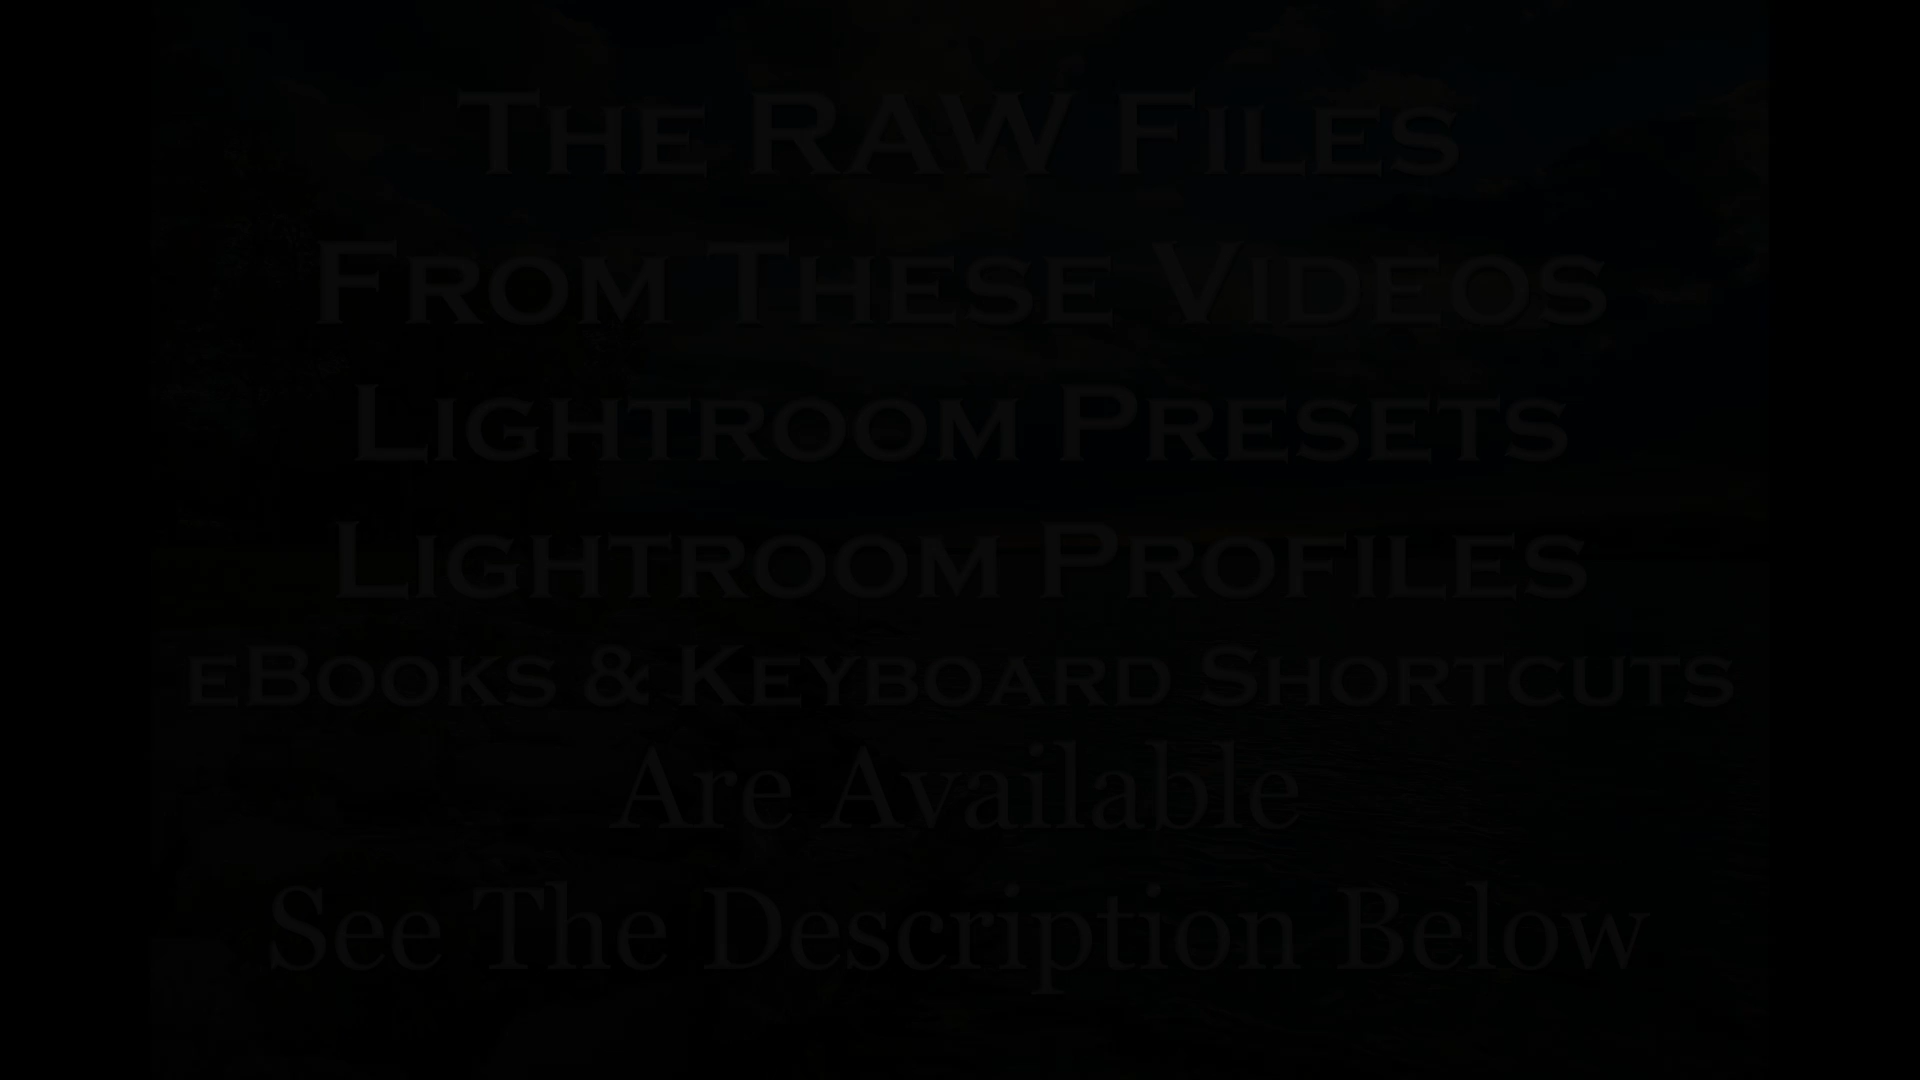 The RAW Files
From These Videos
Lightroom Presets
Lightroom Profiles
eBooks & Keyboard Shortcuts
Are Available
See The Description Below